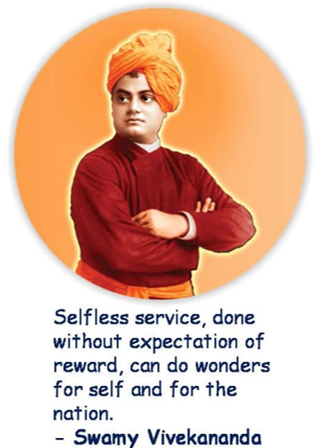 Selfless service, done
without expectation of
reward, can do wonders
for self and for the
nation.
- Swamy Vivekananda